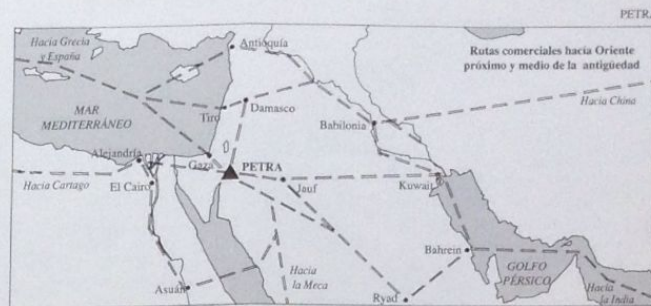 PETRA
Hacia Grecia
y España
Antioquía
Rutas comerciales hacia Oriente
próximo y medio de la antigüedad
MAR
MEDITERRÁNEO
Tiro
Damasco
Babilonia
Hacia China
Alejandría
Gaza
PETRA
Hacia Cartago
El Cairo
Jauf
Kuwait
Asuán
Hacia
la Meca
Ryad
Bahrein
GOLFO
PÉRSICO
Hacia
la India